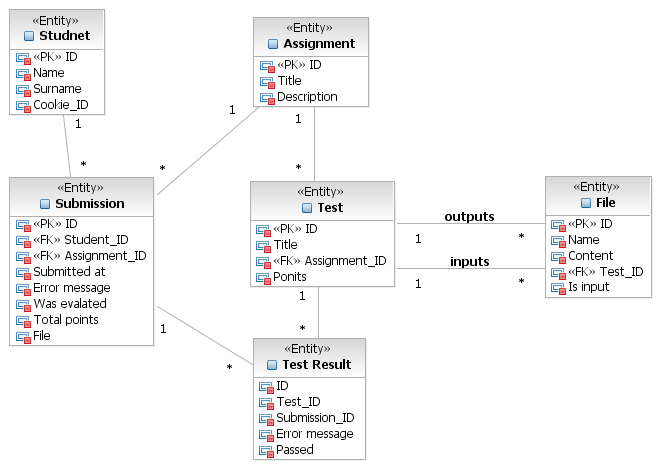 «Entity»
Studnet
«PK» ID
Name
Surname
Cookie_ID
«Entity»
Assignment
«PK» ID
Title
Description
1
1
1
*
*
*
«Entity»
Submission
«PK» ID
«FK» Student_ID
«FK» Assignment_ID
Submitted at
Error message
Was evalated
Total points
File
«Entity»
Test
«PK» ID
Title
«FK» Assignment_ID
Ponits
outputs
1
*
inputs
1
*
«Entity»
File
«PK» ID
Name
Content
«FK» Test_ID
Is input
1
*
1
*
«Entity»
Test Result
ID
Test_ID
Submission_ID
Error message
Passed